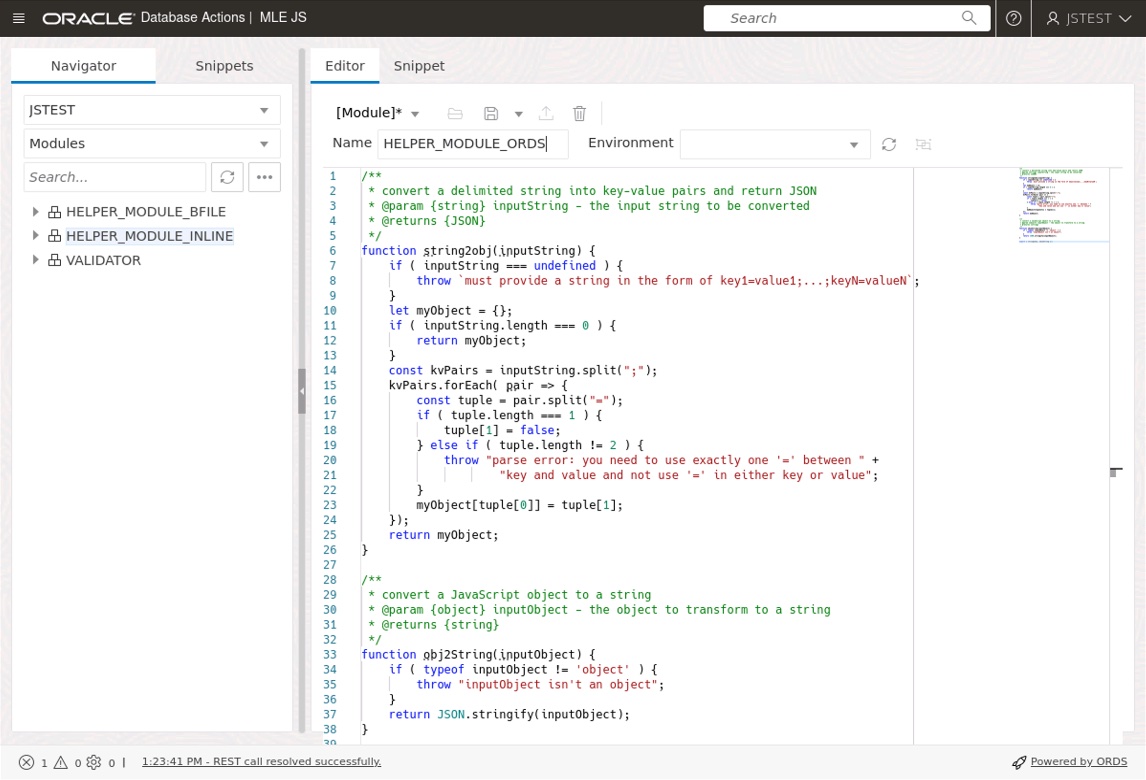 ORACLE Database Actions | MLE JS
Search
JSTEST
Navigator
Snippets
JSTEST
Modules
Search...
HELPER_MODULE_BFILE
HELPER_MODULE_INLINE
VALIDATOR
Editor
Snippet
[Module]*
Name HELPER_MODULE_ORDS Environment
1 /**
2  * convert a delimited string into key-value pairs and return JSON
3  * @param {string} inputString - the input string to be converted
4  * @returns {JSON}
5  */
6 function string2obj(inputString) {
7     if ( inputString === undefined ) {
8         throw `must provide a string in the form of key1=value1;...;keyN=valueN`;
9     }
10     let myObject = {};
11     if ( inputString.length === 0 ) {
12         return myObject;
13     }
14     const kvPairs = inputString.split(";");
15     kvPairs.forEach( pair => {
16         const tuple = pair.split("=");
17         if ( tuple.length === 1 ) {
18             tuple[1] = false;
19         } else if ( tuple.length != 2 ) {
20             throw "parse error: you need to use exactly one '=' between " +
21                     "key and value and not use '=' in either key or value";
22         }
23         myObject[tuple[0]] = tuple[1];
24     });
25     return myObject;
26 }
27
28 /**
29  * convert a JavaScript object to a string
30  * @param {object} inputObject - the object to transform to a string
31  * @returns {string}
32  */
33 function obj2String(inputObject) {
34     if ( typeof inputObject != 'object' ) {
35         throw "inputObject isn't an object";
36     }
37     return JSON.stringify(inputObject);
38 }
39
1 0 0 | 1:23:41 PM - REST call resolved successfully.
Powered by ORDS